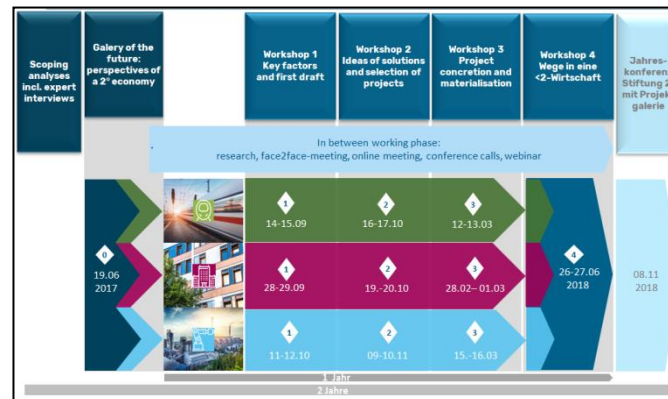 Scoping
analyses
incl. expert
interviews
Galery of the
future:
perspectives of
a 2° economy
Workshop 1
Key factors
and first draft
Workshop 2
Ideas of solutions
and selection of
projects
Workshop 3
Project
concretion and
materialisation
Workshop 4
Wege in eine
<2-Wirtschaft
Jahres-
konferen
Stiftung 2
mit Projek
galerie
In between working phase:
research, face2face-meeting, online meeting, conference calls, webinar
0
19.06
2017
1
14-15.09
2
16-17.10
3
12-13.03
1
28-29.09
2
19.-20.10
3
28.02– 01.03
1
11-12.10
2
09-10.11
3
15.-16.03
4
26-27.06
2018
08.11
2018
1 Jahr
2 Jahre